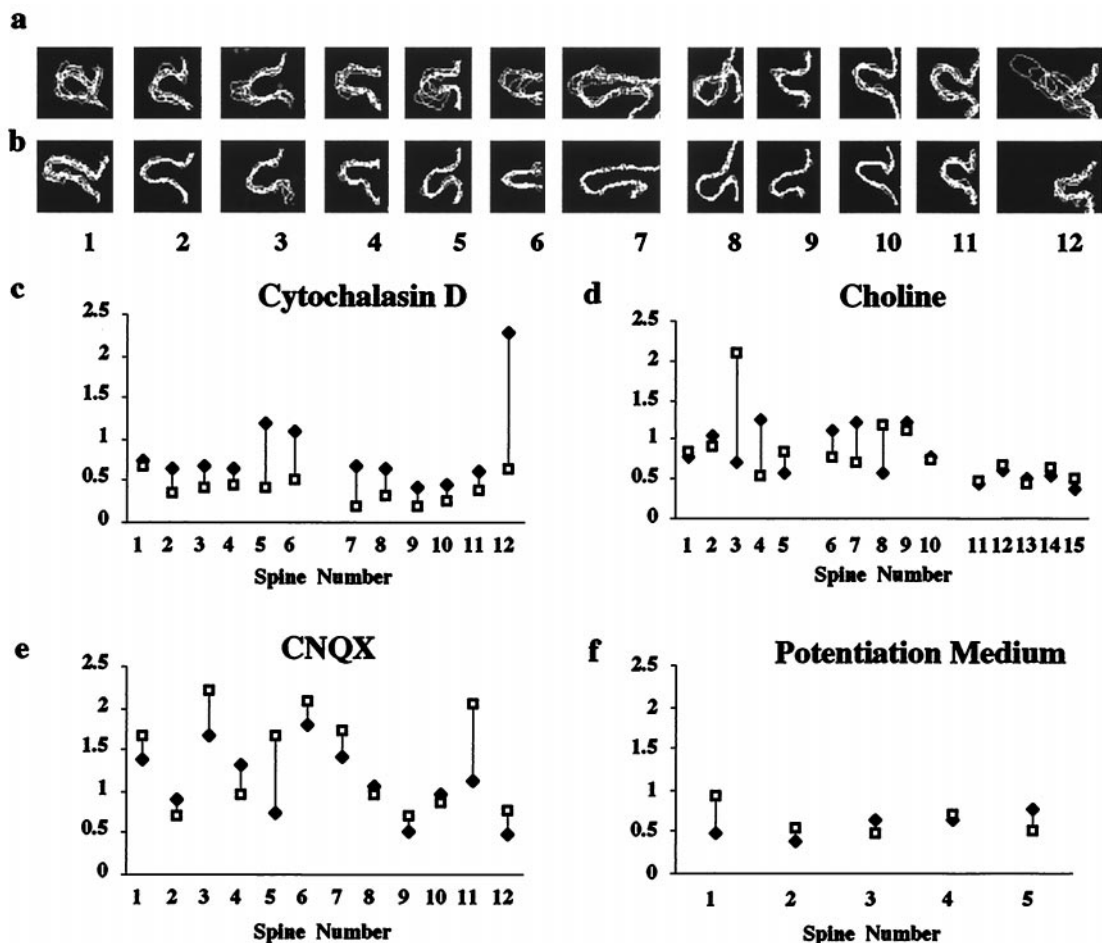 a
b
1 2 3 4 5 6 7 8 9 10 11 12
c Cytochalasin D
2.5
2
1.5
1
0.5
0
1 2 3 4 5 6 7 8 9 10 11 12
Spine Number
d Choline
2.5
2
1.5
1
0.5
0
1 2 3 4 5 6 7 8 9 10 11 12 13 14 15
Spine Number
e CNQX
2.5
2
1.5
1
0.5
0
1 2 3 4 5 6 7 8 9 10 11 12
Spine Number
f Potentiation Medium
2.5
2
1.5
1
0.5
0
1 2 3 4 5
Spine Number